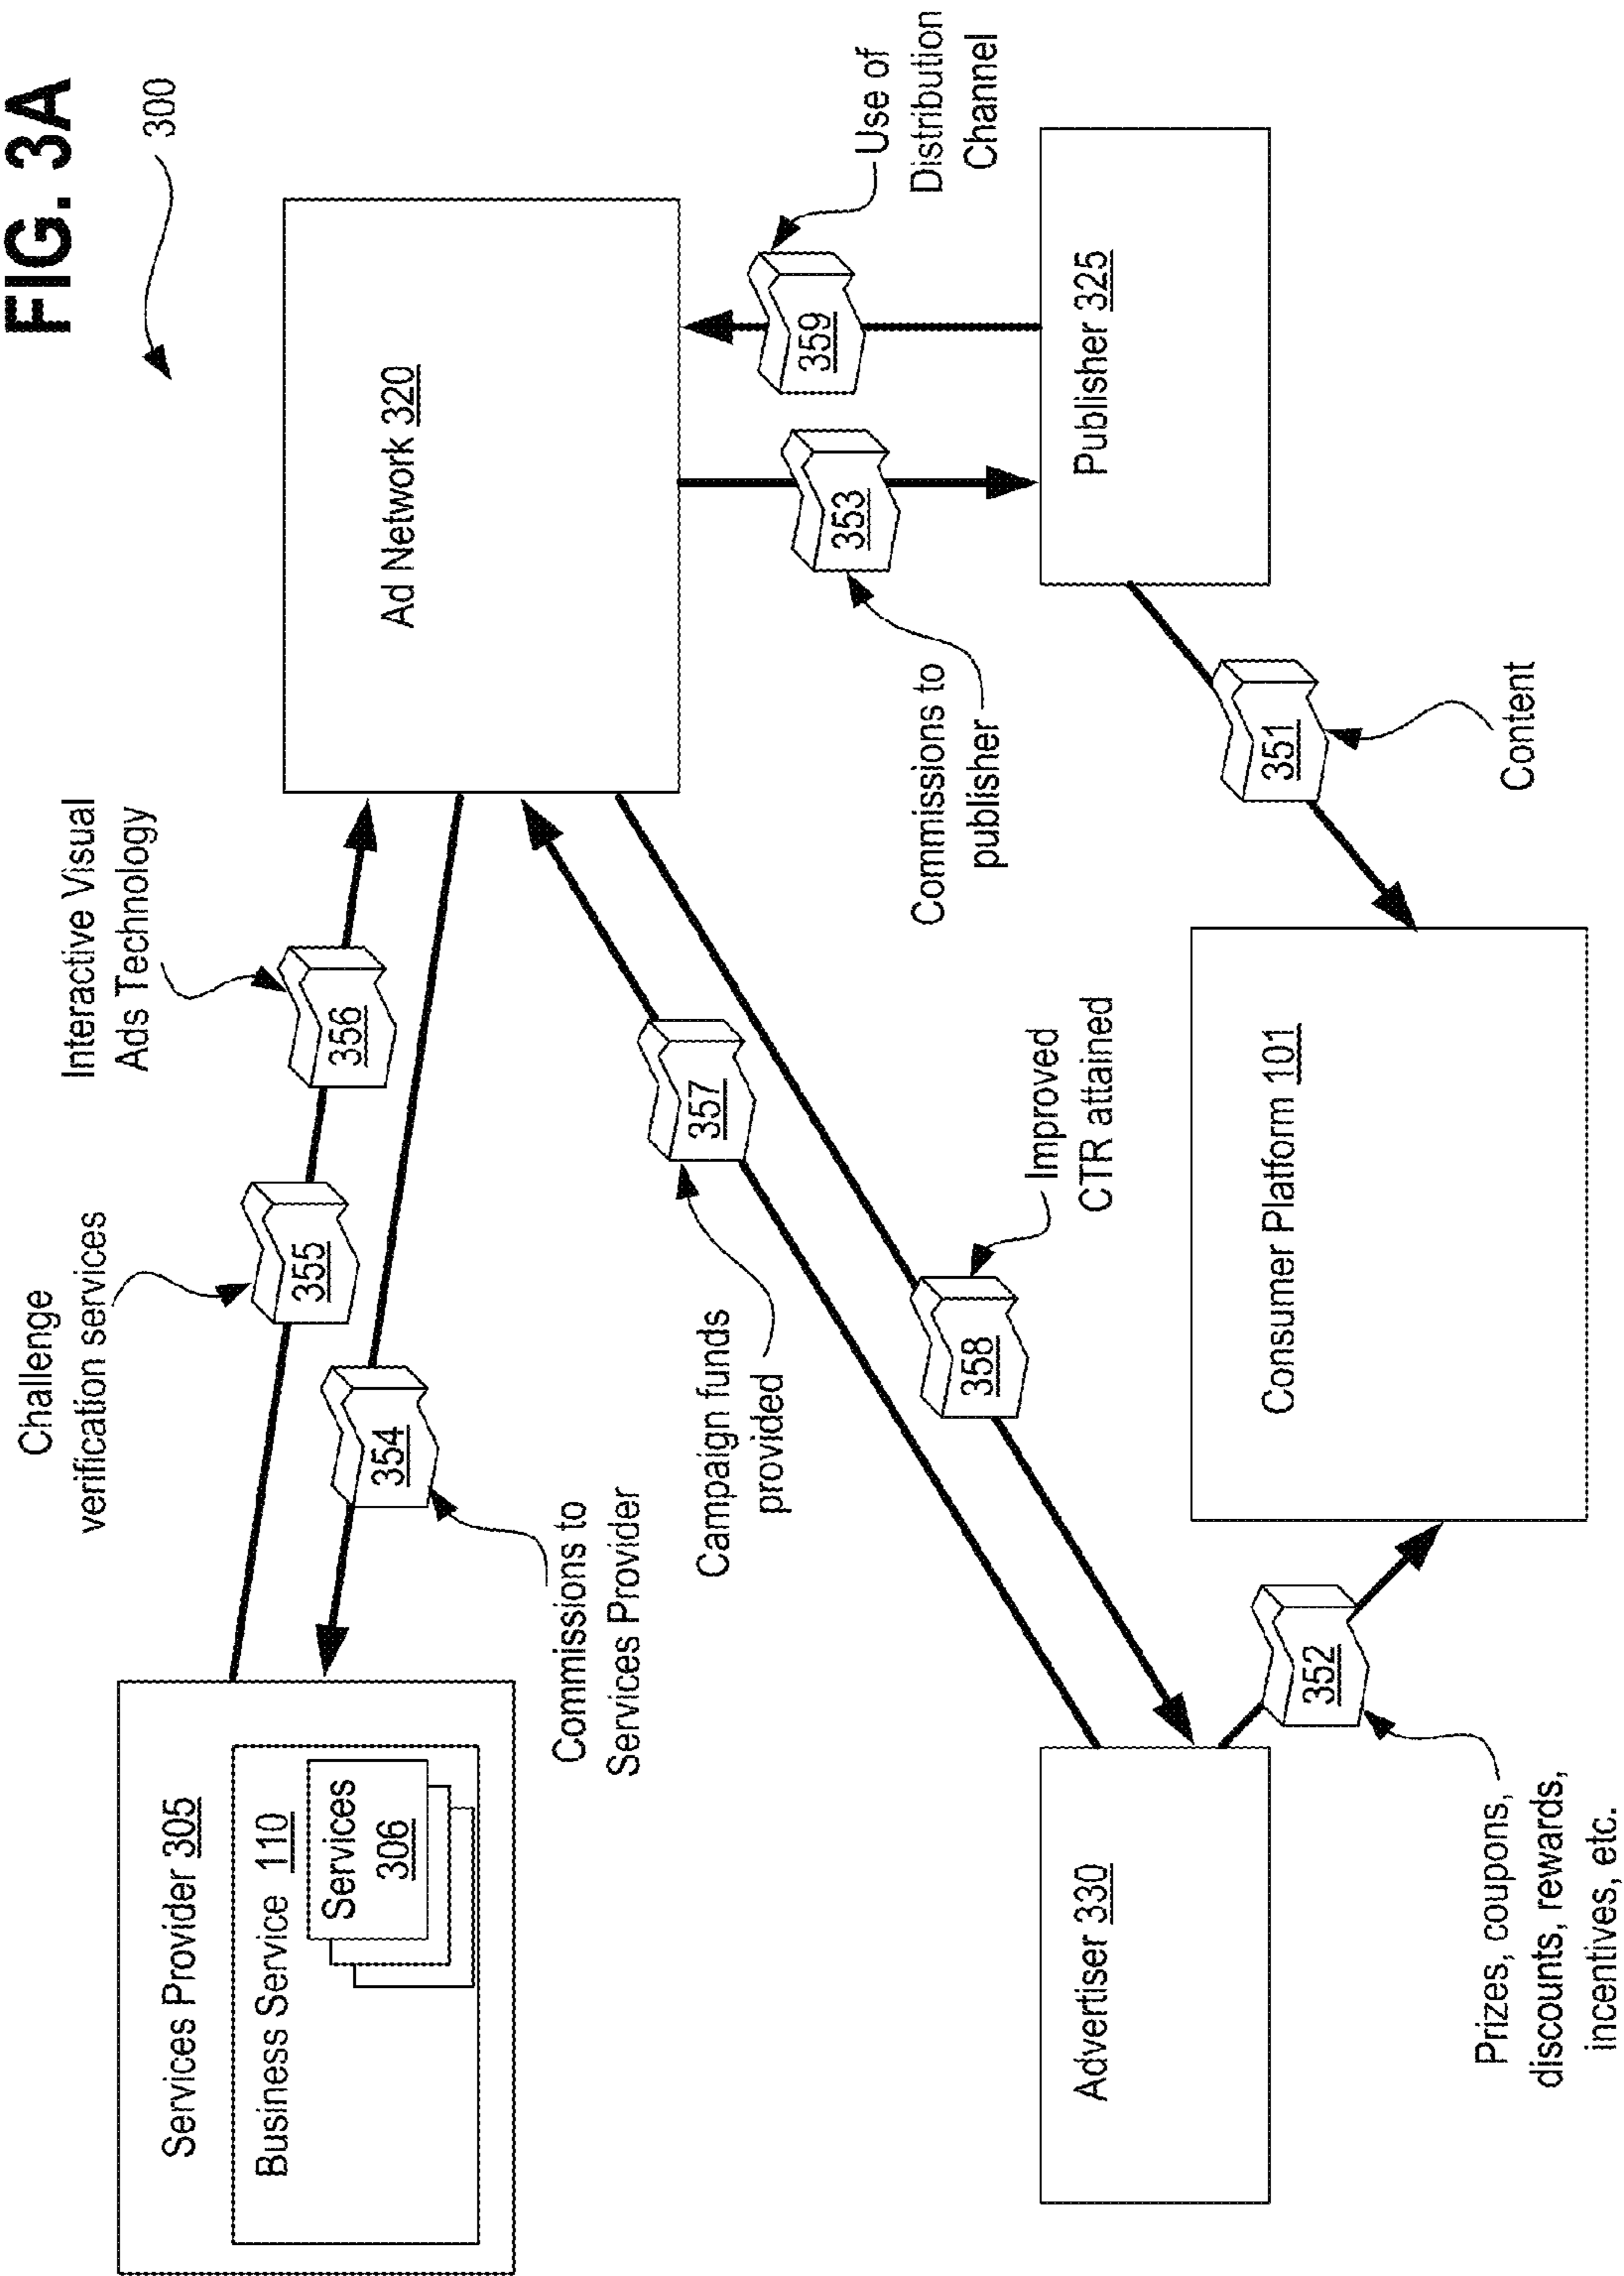 FIG. 3A
300
Services Provider 305
Business Service 110
Services
306
Challenge
verification services
355
Interactive Visual
Ads Technology
356
354
Commissions to
Services Provider
Ad Network 320
Campaign funds
provided
357
358
Improved
CTR attained
353
Commissions to
publisher
359
Use of
Distribution
Channel
Advertiser 330
352
Prizes, coupons,
discounts, rewards,
incentives, etc.
Consumer Platform 101
351
Content
Publisher 325